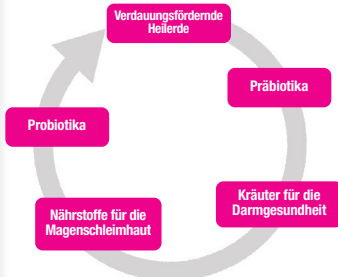 Verdauungsfördernde
Heilerde
Präbiotika
Kräuter für die
Darmgesundheit
Nährstoffe für die
Magenschleimhaut
Probiotika